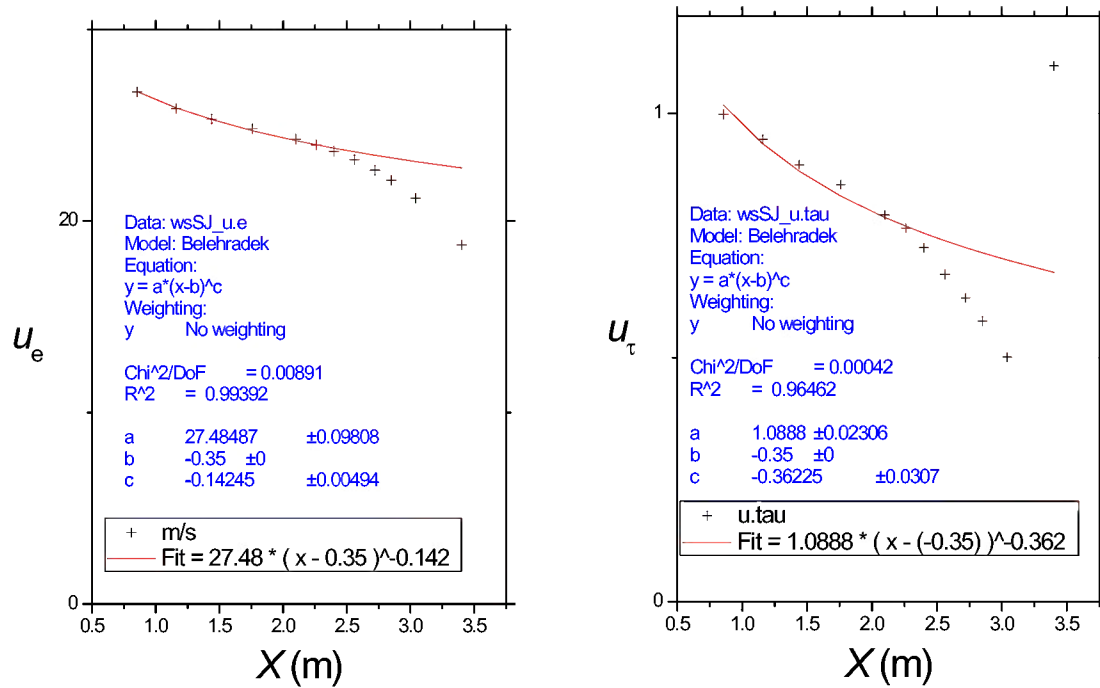 20
0
u_e
Data: wsSJ_u.e
Model: Belehradek
Equation:
y = a*(x-b)^c
Weighting:
y No weighting
Chi^2/DoF = 0.00891
R^2 = 0.99392
a 27.48487 ±0.09808
b -0.35 ±0
c -0.14245 ±0.00494
m/s
Fit = 27.48 * ( x - 0.35 )^-0.142
0.5 1.0 1.5 2.0 2.5 3.0 3.5
X (m)
1
0
u_τ
Data: wsSJ_u.tau
Model: Belehradek
Equation:
y = a*(x-b)^c
Weighting:
y No weighting
Chi^2/DoF = 0.00042
R^2 = 0.96462
a 1.0888 ±0.02306
b -0.35 ±0
c -0.36225 ±0.0307
u.tau
Fit = 1.0888 * ( x - (-0.35) )^-0.362
0.5 1.0 1.5 2.0 2.5 3.0 3.5
X (m)